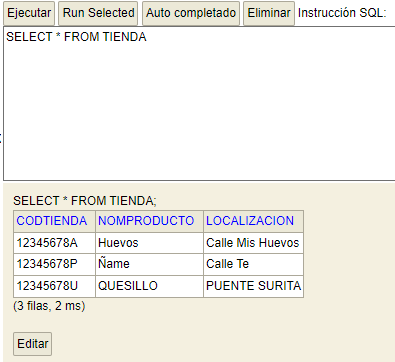 Ejecutar Run Selected Auto completado Eliminar Instrucción SQL:
SELECT * FROM TIENDA
SELECT * FROM TIENDA;
CODTIENDA NOMPRODUCTO LOCALIZACION
12345678A Huevos Calle Mis Huevos
12345678P Ñame Calle Te
12345678U QUESILLO PUENTE SURITA
(3 filas, 2 ms)
Editar